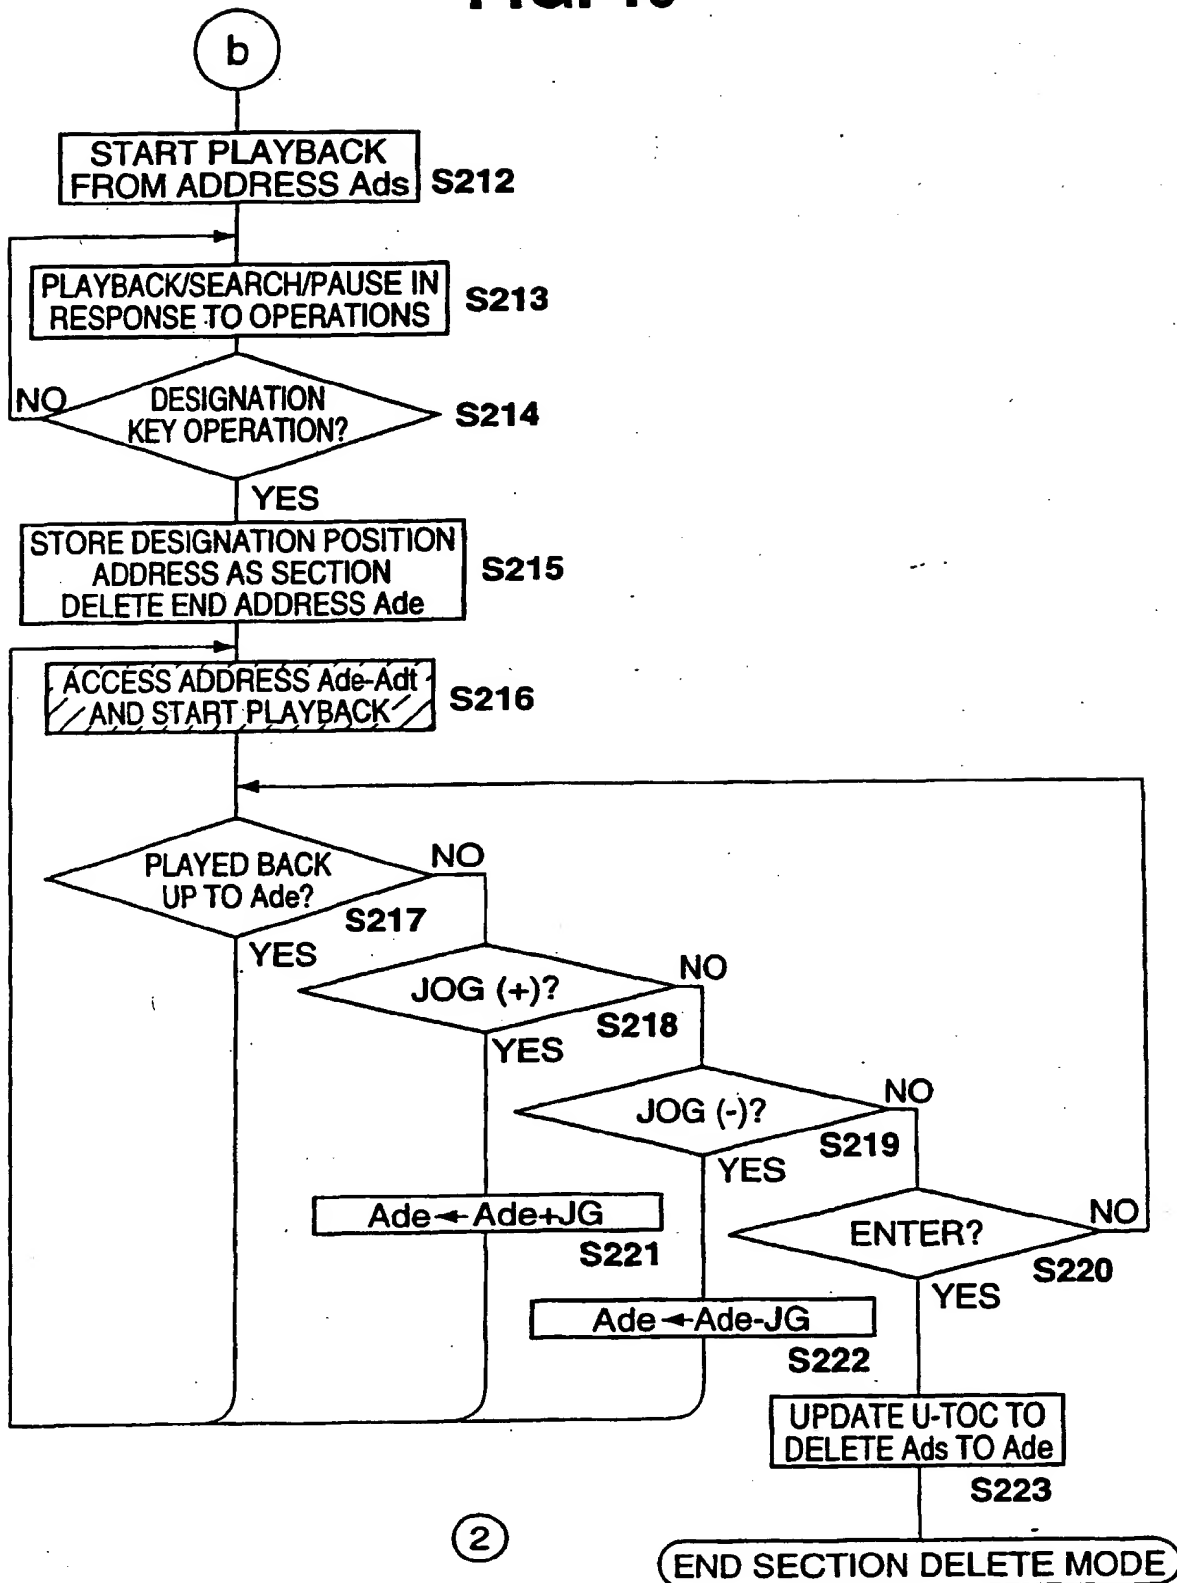 b
START PLAYBACK
FROM ADDRESS Ads
S212
PLAYBACK/SEARCH/PAUSE IN
RESPONSE TO OPERATIONS
S213
NO
DESIGNATION
KEY OPERATION?
S214
YES
STORE DESIGNATION POSITION
ADDRESS AS SECTION
DELETE END ADDRESS Ade
S215
ACCESS ADDRESS Ade-Adt
AND START PLAYBACK
S216
PLAYED BACK
UP TO Ade?
NO
S217
YES
JOG (+)?
NO
S218
YES
JOG (-)?
NO
S219
YES
Ade←Ade+JG
S221
ENTER?
NO
S220
YES
Ade←Ade-JG
S222
UPDATE U-TOC TO
DELETE Ads TO Ade
S223
2
END SECTION DELETE MODE